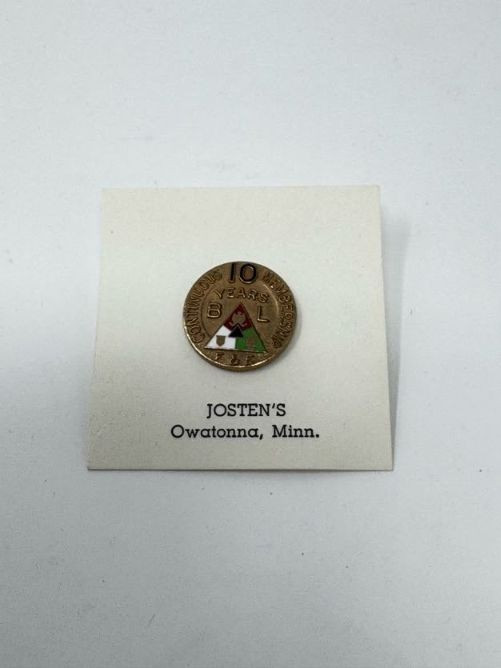 CONTINUOUS 10 MEMBERSHIP
YEARS
B L
F & E
JOSTEN'S
Owatonna, Minn.